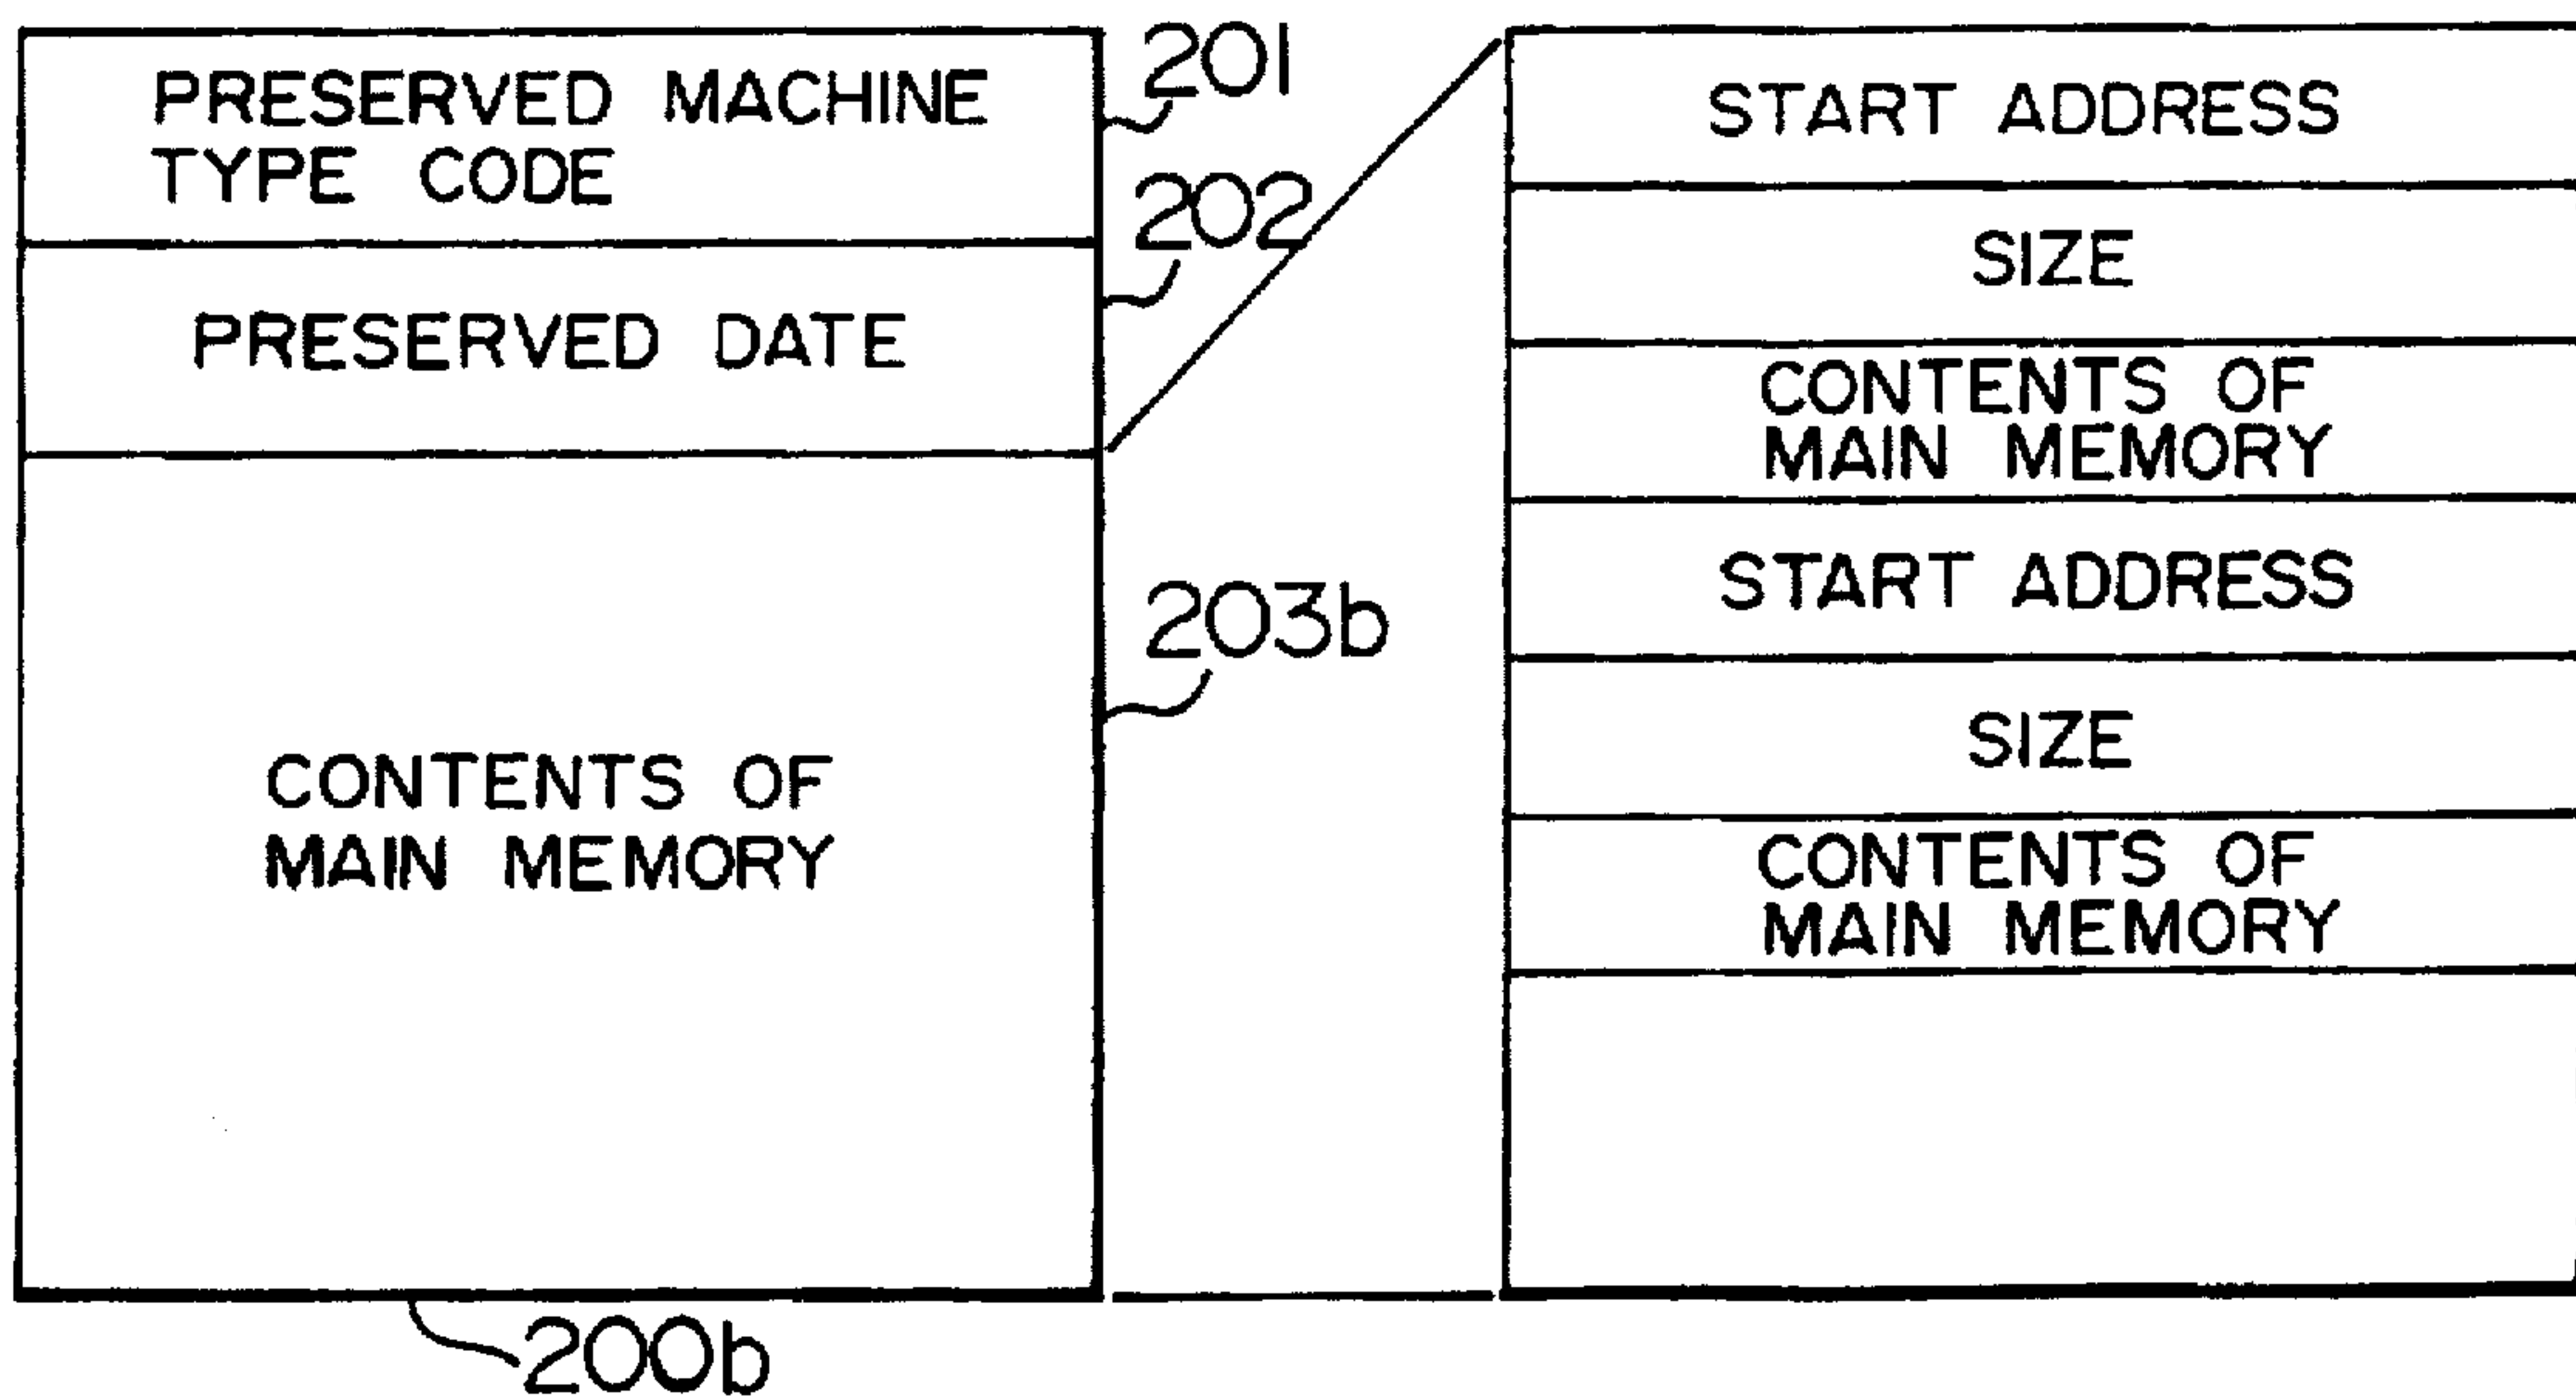 PRESERVED MACHINE
TYPE CODE
201
PRESERVED DATE
202
CONTENTS OF
MAIN MEMORY
203b
200b
START ADDRESS
SIZE
CONTENTS OF
MAIN MEMORY
START ADDRESS
SIZE
CONTENTS OF
MAIN MEMORY